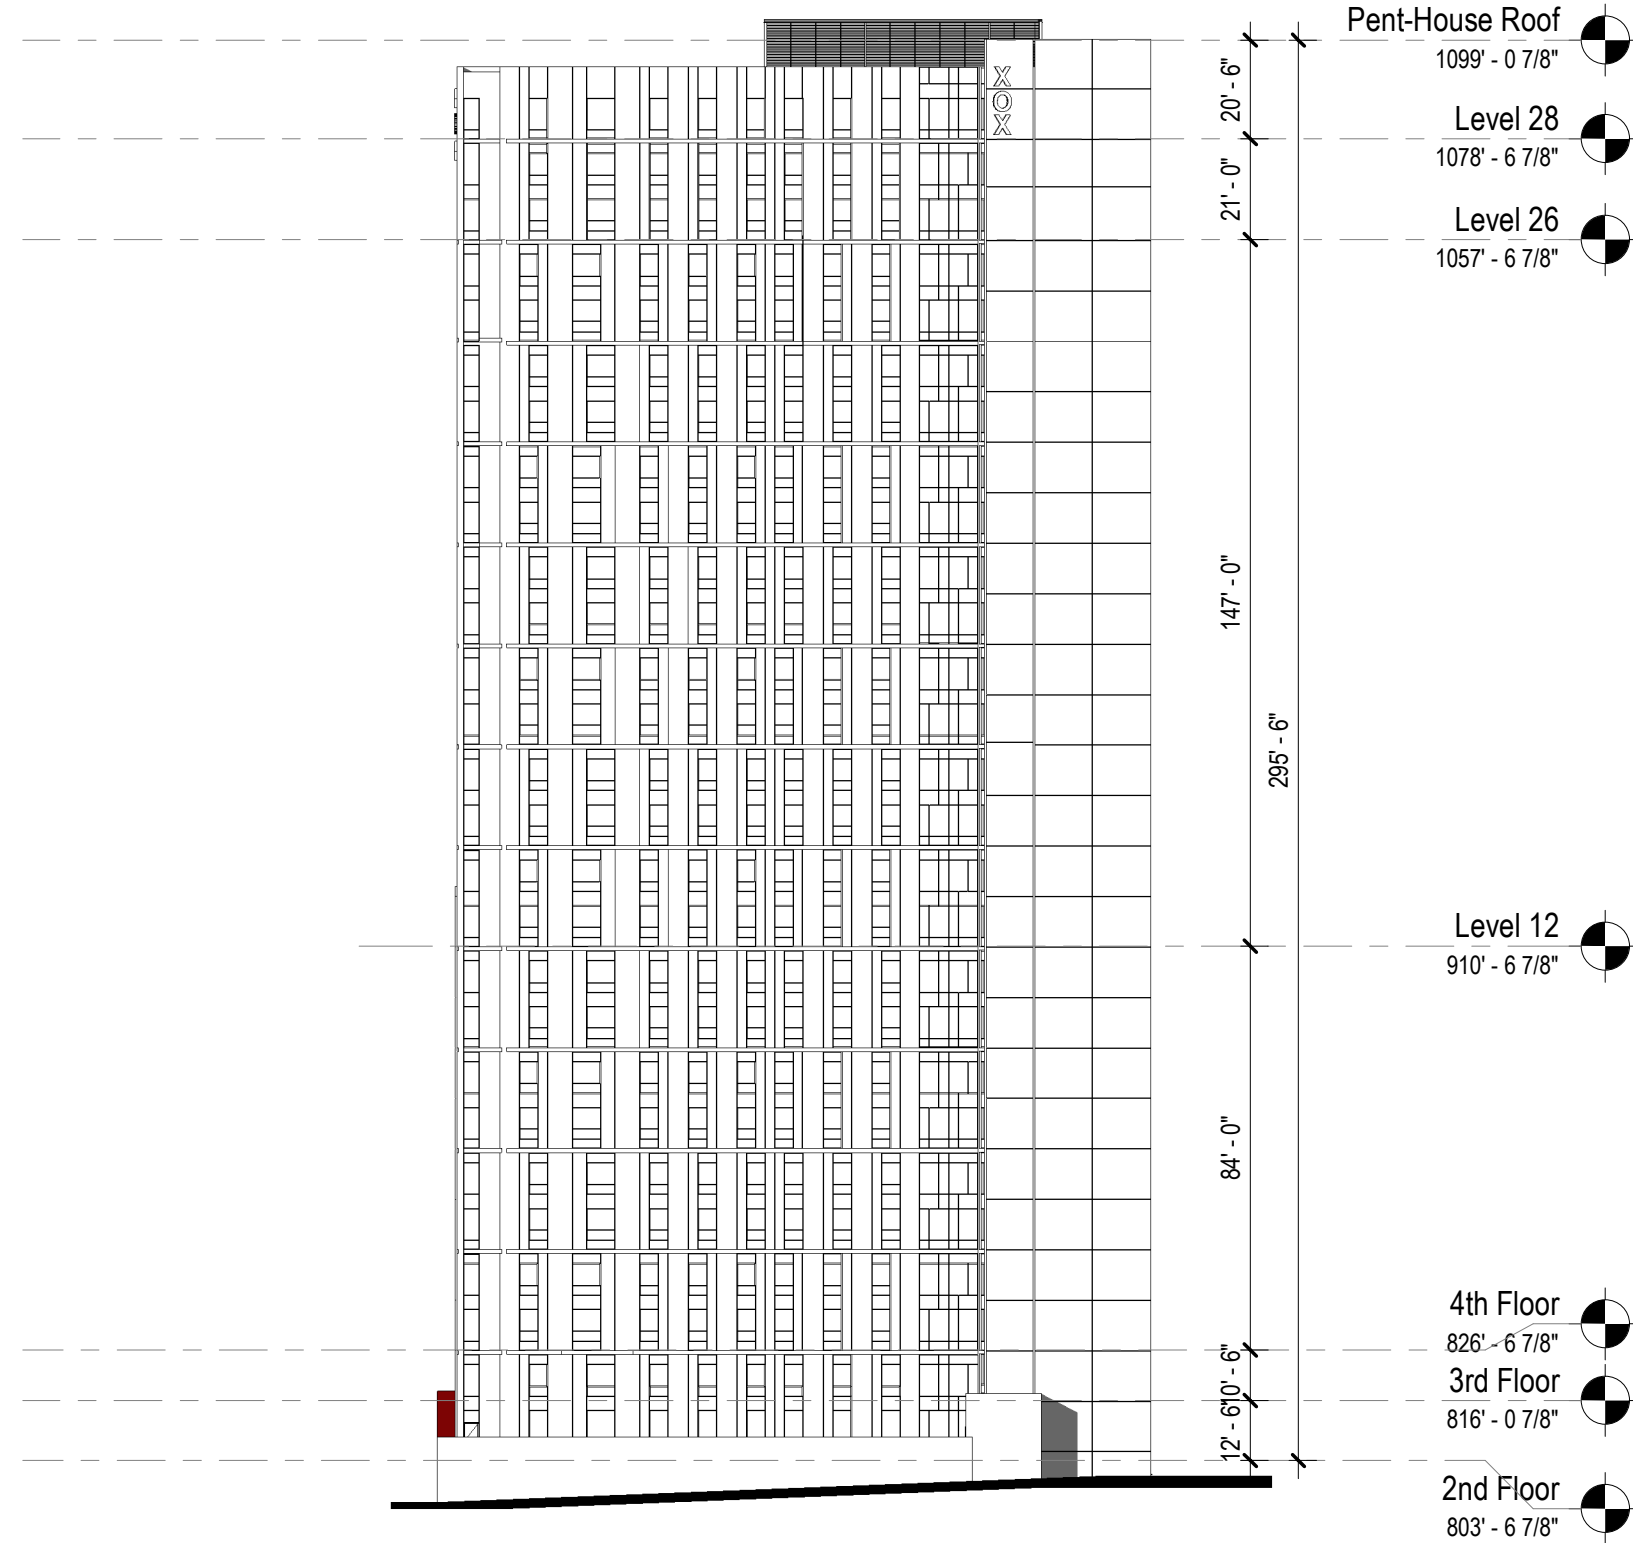 Pent-House Roof
1099' - 0 7/8"
20' - 6"
X
O
X
Level 28
1078' - 6 7/8"
21' - 0"
Level 26
1057' - 6 7/8"
147' - 0"
295' - 6"
Level 12
910' - 6 7/8"
84' - 0"
4th Floor
826' - 6 7/8"
10' - 6"
3rd Floor
816' - 0 7/8"
12' - 6"
2nd Floor
803' - 6 7/8"